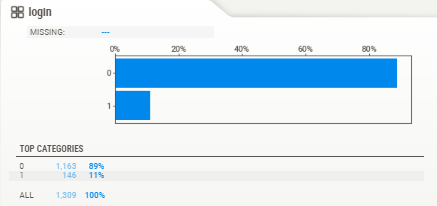 login
MISSING: ---
0% 20% 40% 60% 80%
0
1
TOP CATEGORIES
0 1,163 89%
1 146 11%
ALL 1,309 100%